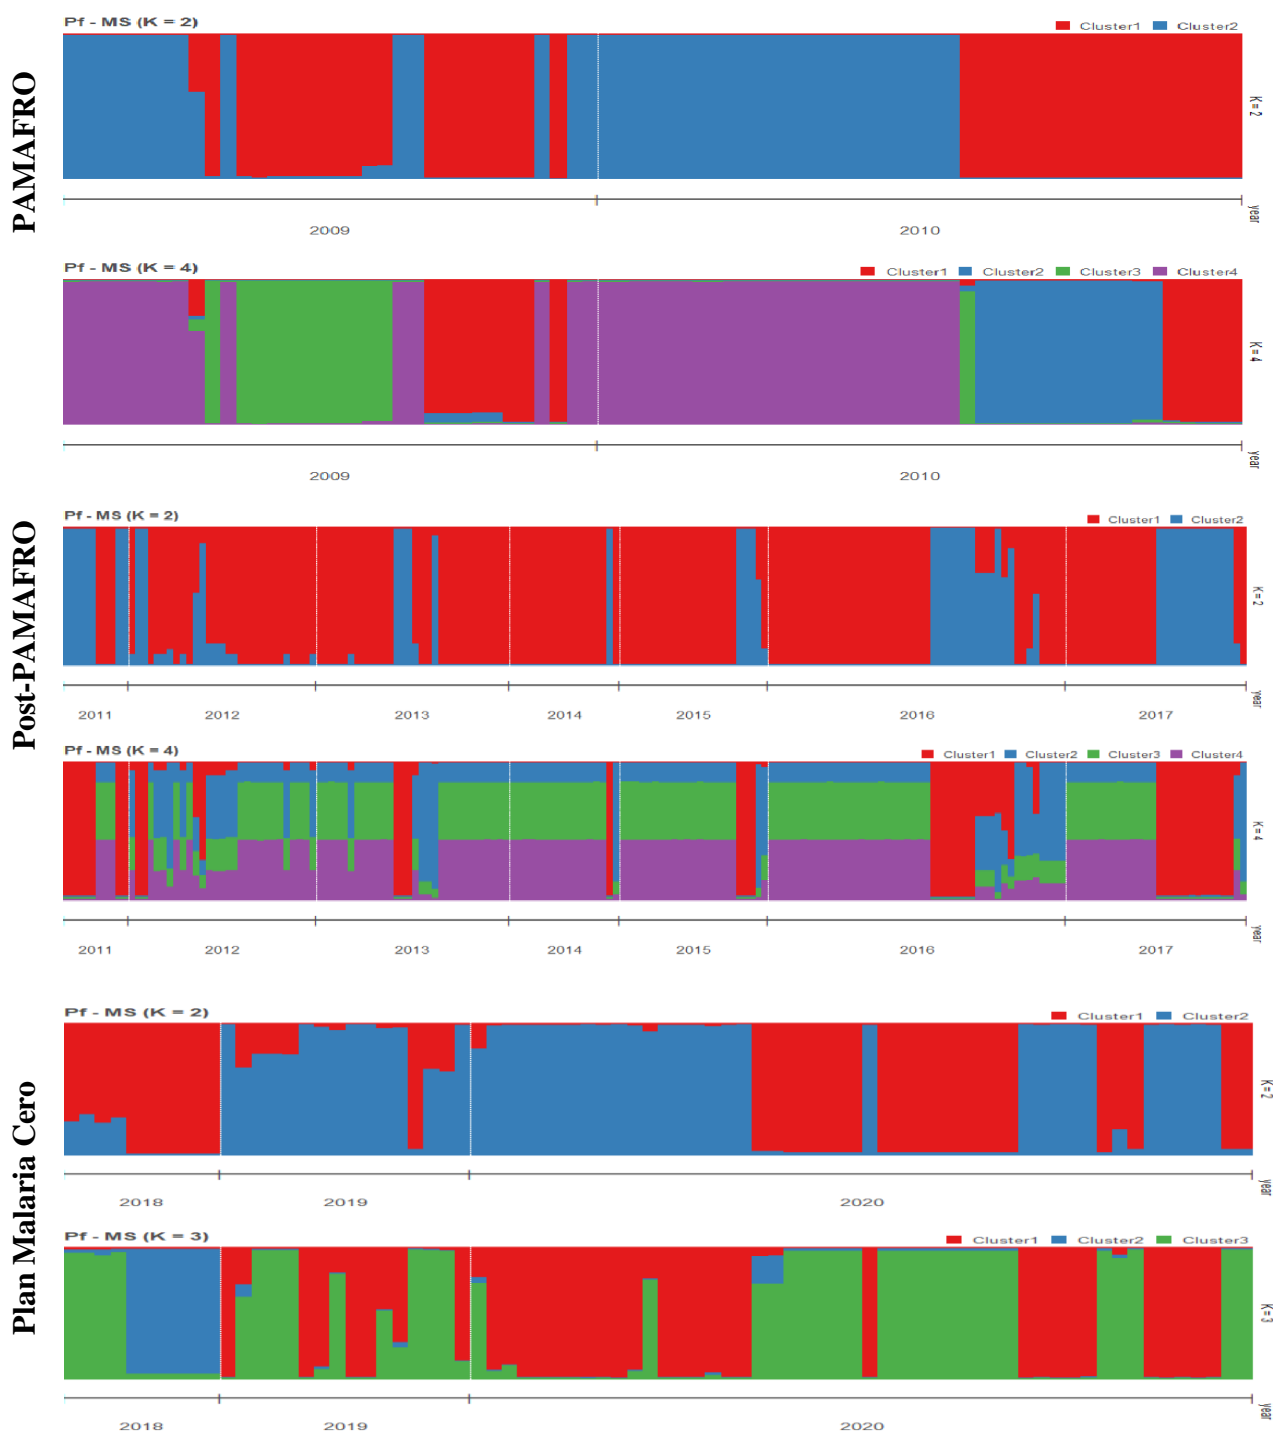 PAMAFRO
Pf - MS (K = 2)
Cluster1 Cluster2
K = 2
year
2009 2010
Pf - MS (K = 4)
Cluster1 Cluster2 Cluster3 Cluster4
K = 4
year
2009 2010
Post-PAMAFRO
Pf - MS (K = 2)
Cluster1 Cluster2
K = 2
year
2011 2012 2013 2014 2015 2016 2017
Pf - MS (K = 4)
Cluster1 Cluster2 Cluster3 Cluster4
K = 4
year
2011 2012 2013 2014 2015 2016 2017
Plan Malaria Cero
Pf - MS (K = 2)
Cluster1 Cluster2
K = 2
year
2018 2019 2020
Pf - MS (K = 3)
Cluster1 Cluster2 Cluster3
K = 3
year
2018 2019 2020